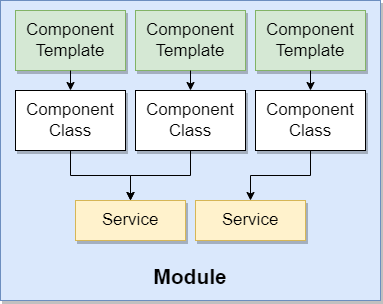 Component
Template
Component
Template
Component
Template
Component
Class
Component
Class
Component
Class
Service
Service
Module